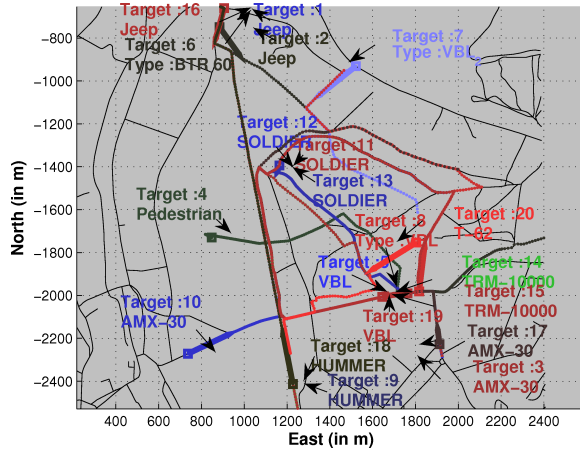 Target :16
Jeep
Target :1
Jeep
Target :2
Jeep
Target :6
Type :BTR 60
Target :7
Type :VBL
Target :12
SOLDIER
Target :11
SOLDIER
Target :13
SOLDIER
Target :4
Pedestrian
Target :8
Type :VBL
Target :20
T-62
Target :5
VBL
Target :14
TRM-10000
Target :15
TRM-10000
Target :10
AMX-30
Target :19
VBL
Target :17
AMX-30
Target :18
HUMMER
Target :3
AMX-30
Target :9
HUMMER
−800
−1000
−1200
−1400
−1600
−1800
−2000
−2200
−2400
North (in m)
400 600 800 1000 1200 1400 1600 1800 2000 2200 2400
East (in m)